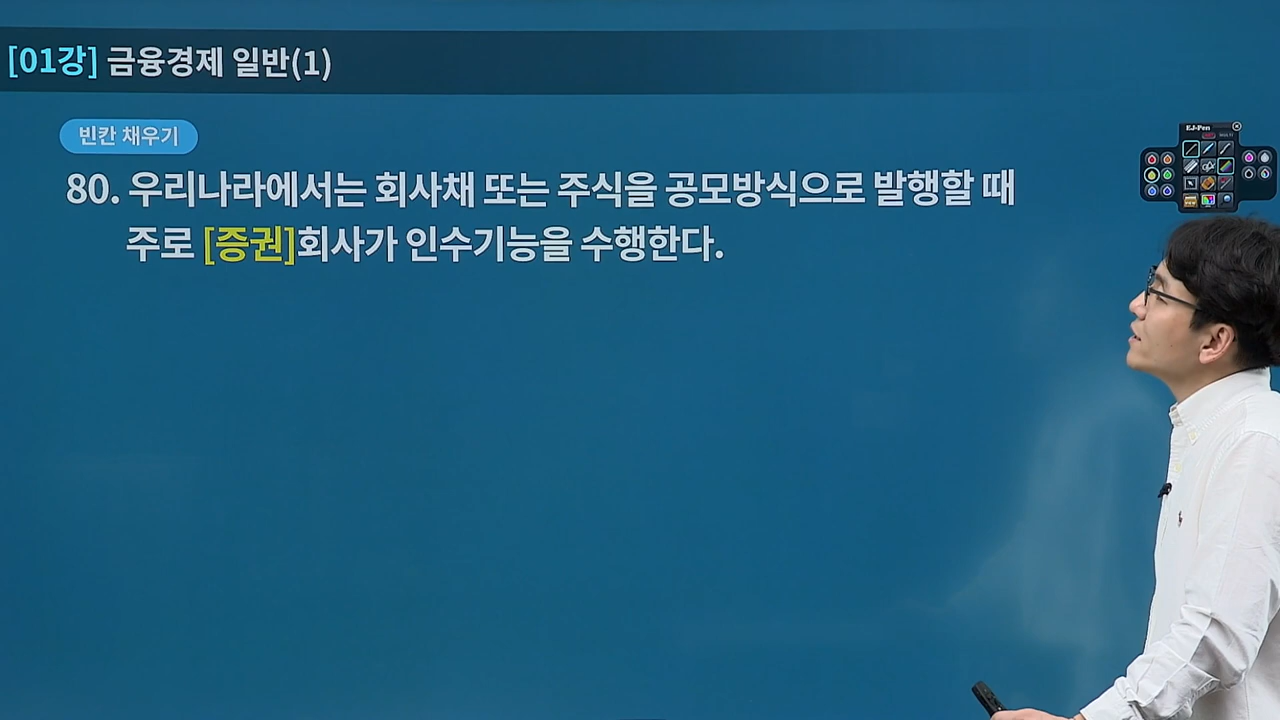 [01강] 금융경제 일반(1)
빈칸 채우기
80. 우리나라에서는 회사채 또는 주식을 공모방식으로 발행할 때
주로 [증권]회사가 인수기능을 수행한다.
EJ-Pen